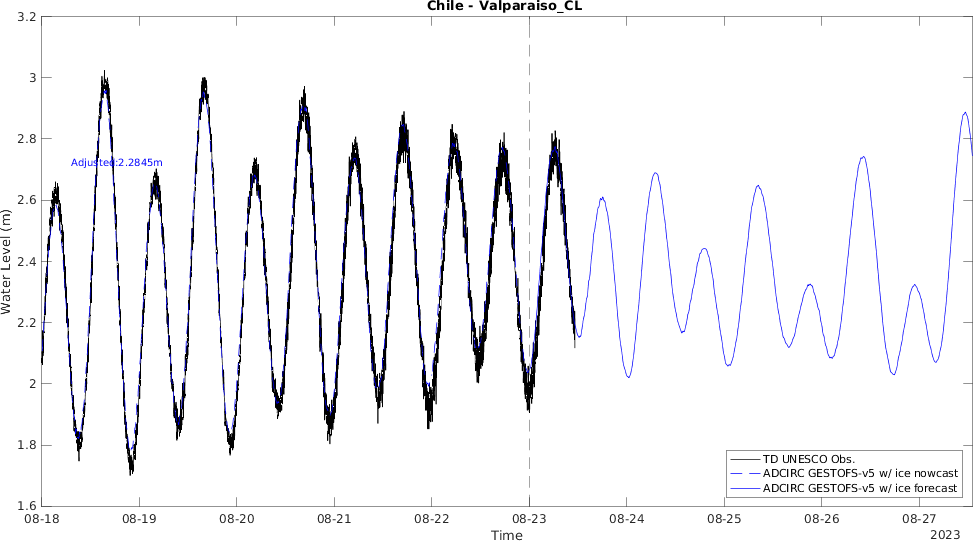 Chile - Valparaiso_CL
3.2
3
2.8
2.6
2.4
2.2
2
1.8
1.6
Water Level (m)
Adjusted:2.2845m
TD UNESCO Obs.
ADCIRC GESTOFS-v5 w/ ice nowcast
ADCIRC GESTOFS-v5 w/ ice forecast
08-18 08-19 08-20 08-21 08-22 08-23 08-24 08-25 08-26 08-27
Time
2023